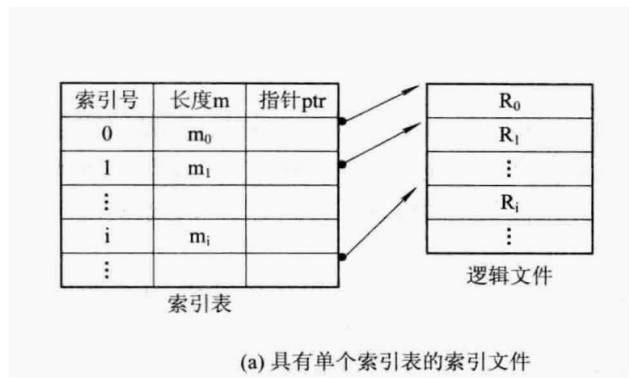 索引号 长度m 指针ptr
0 m₀
1 m₁
⋮
i mᵢ
⋮
索引表
R₀
R₁
⋮
Rᵢ
⋮
逻辑文件
(a) 具有单个索引表的索引文件